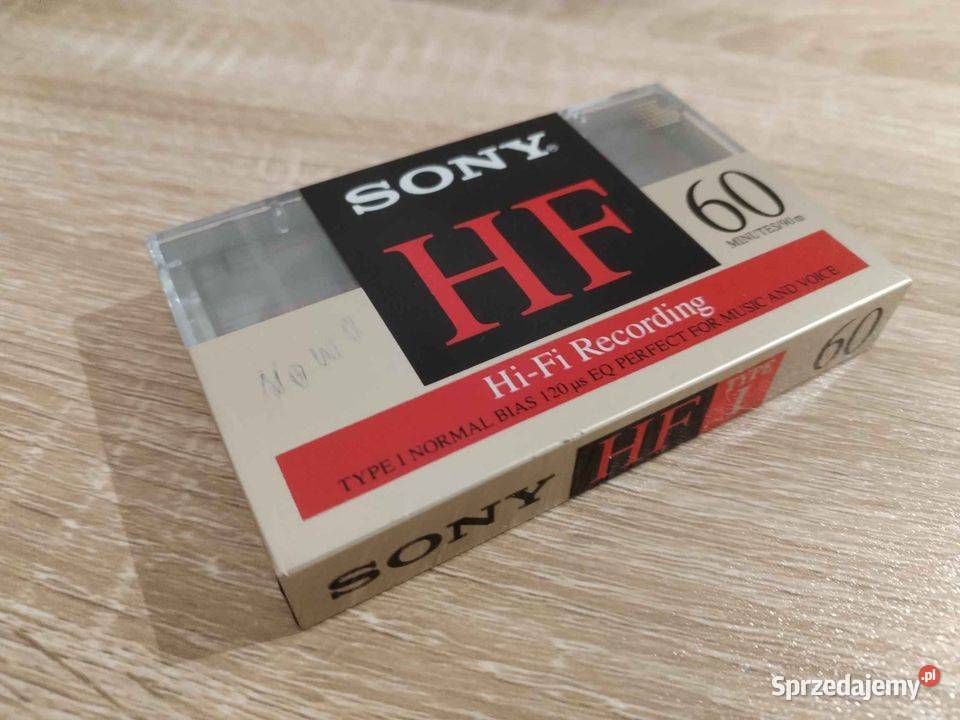 SONY®
HF
60
MINUTES/90m
Hi-Fi Recording
TYPE I NORMAL BIAS 120 µs EQ PERFECT FOR MUSIC AND VOICE
SONY
HF
TYPE
I
60
Sprzedajemy.pl